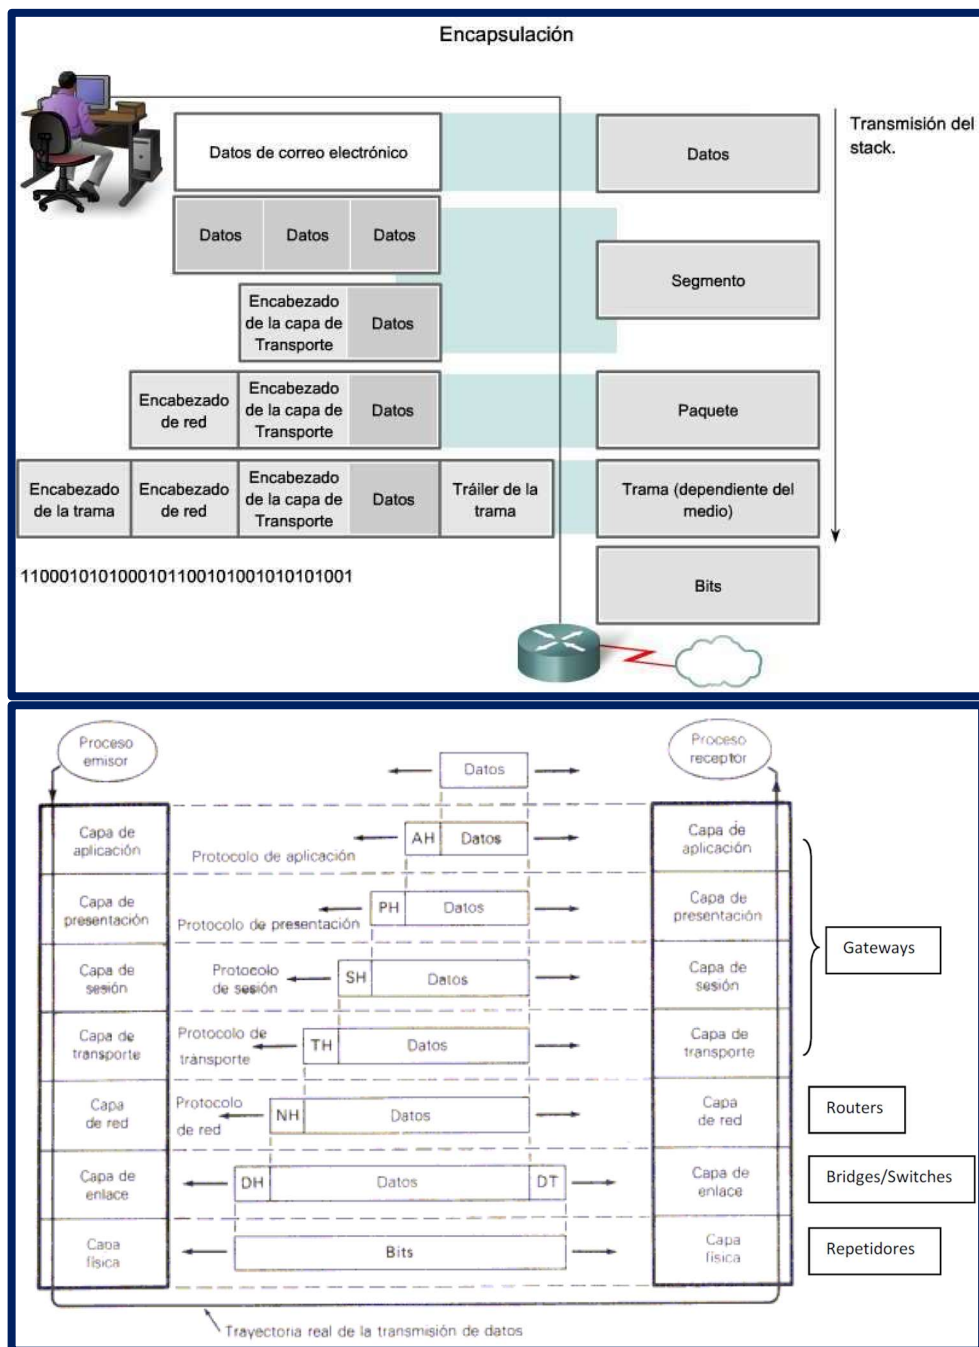 Encapsulación
Transmisión del
stack.
Datos de correo electrónico
Datos
Datos
Datos
Datos
Segmento
Encabezado
de la capa de
Transporte
Datos
Encabezado
de red
Encabezado
de la capa de
Transporte
Datos
Paquete
Encabezado
de la trama
Encabezado
de red
Encabezado
de la capa de
Transporte
Datos
Tráiler de la
trama
Trama (dependiente del
medio)
1100010101000101100101001010101001
Bits
Proceso
emisor
Datos
Proceso
receptor
Capa de
aplicación
Protocolo de aplicación
AH
Datos
Capa de
aplicación
Capa de
presentación
Protocolo de presentación
PH
Datos
Capa de
presentación
Gateways
Capa de
sesión
Protocolo
de sesión
SH
Datos
Capa de
sesión
Capa de
transporte
Protocolo de
transporte
TH
Datos
Capa de
transporte
Capa
de red
Protocolo
de red
NH
Datos
Capa
de red
Routers
Capa de
enlace
DH
Datos
DT
Capa de
enlace
Bridges/Switches
Capa
física
Bits
Capa
física
Repetidores
Trayectoria real de la transmisión de datos